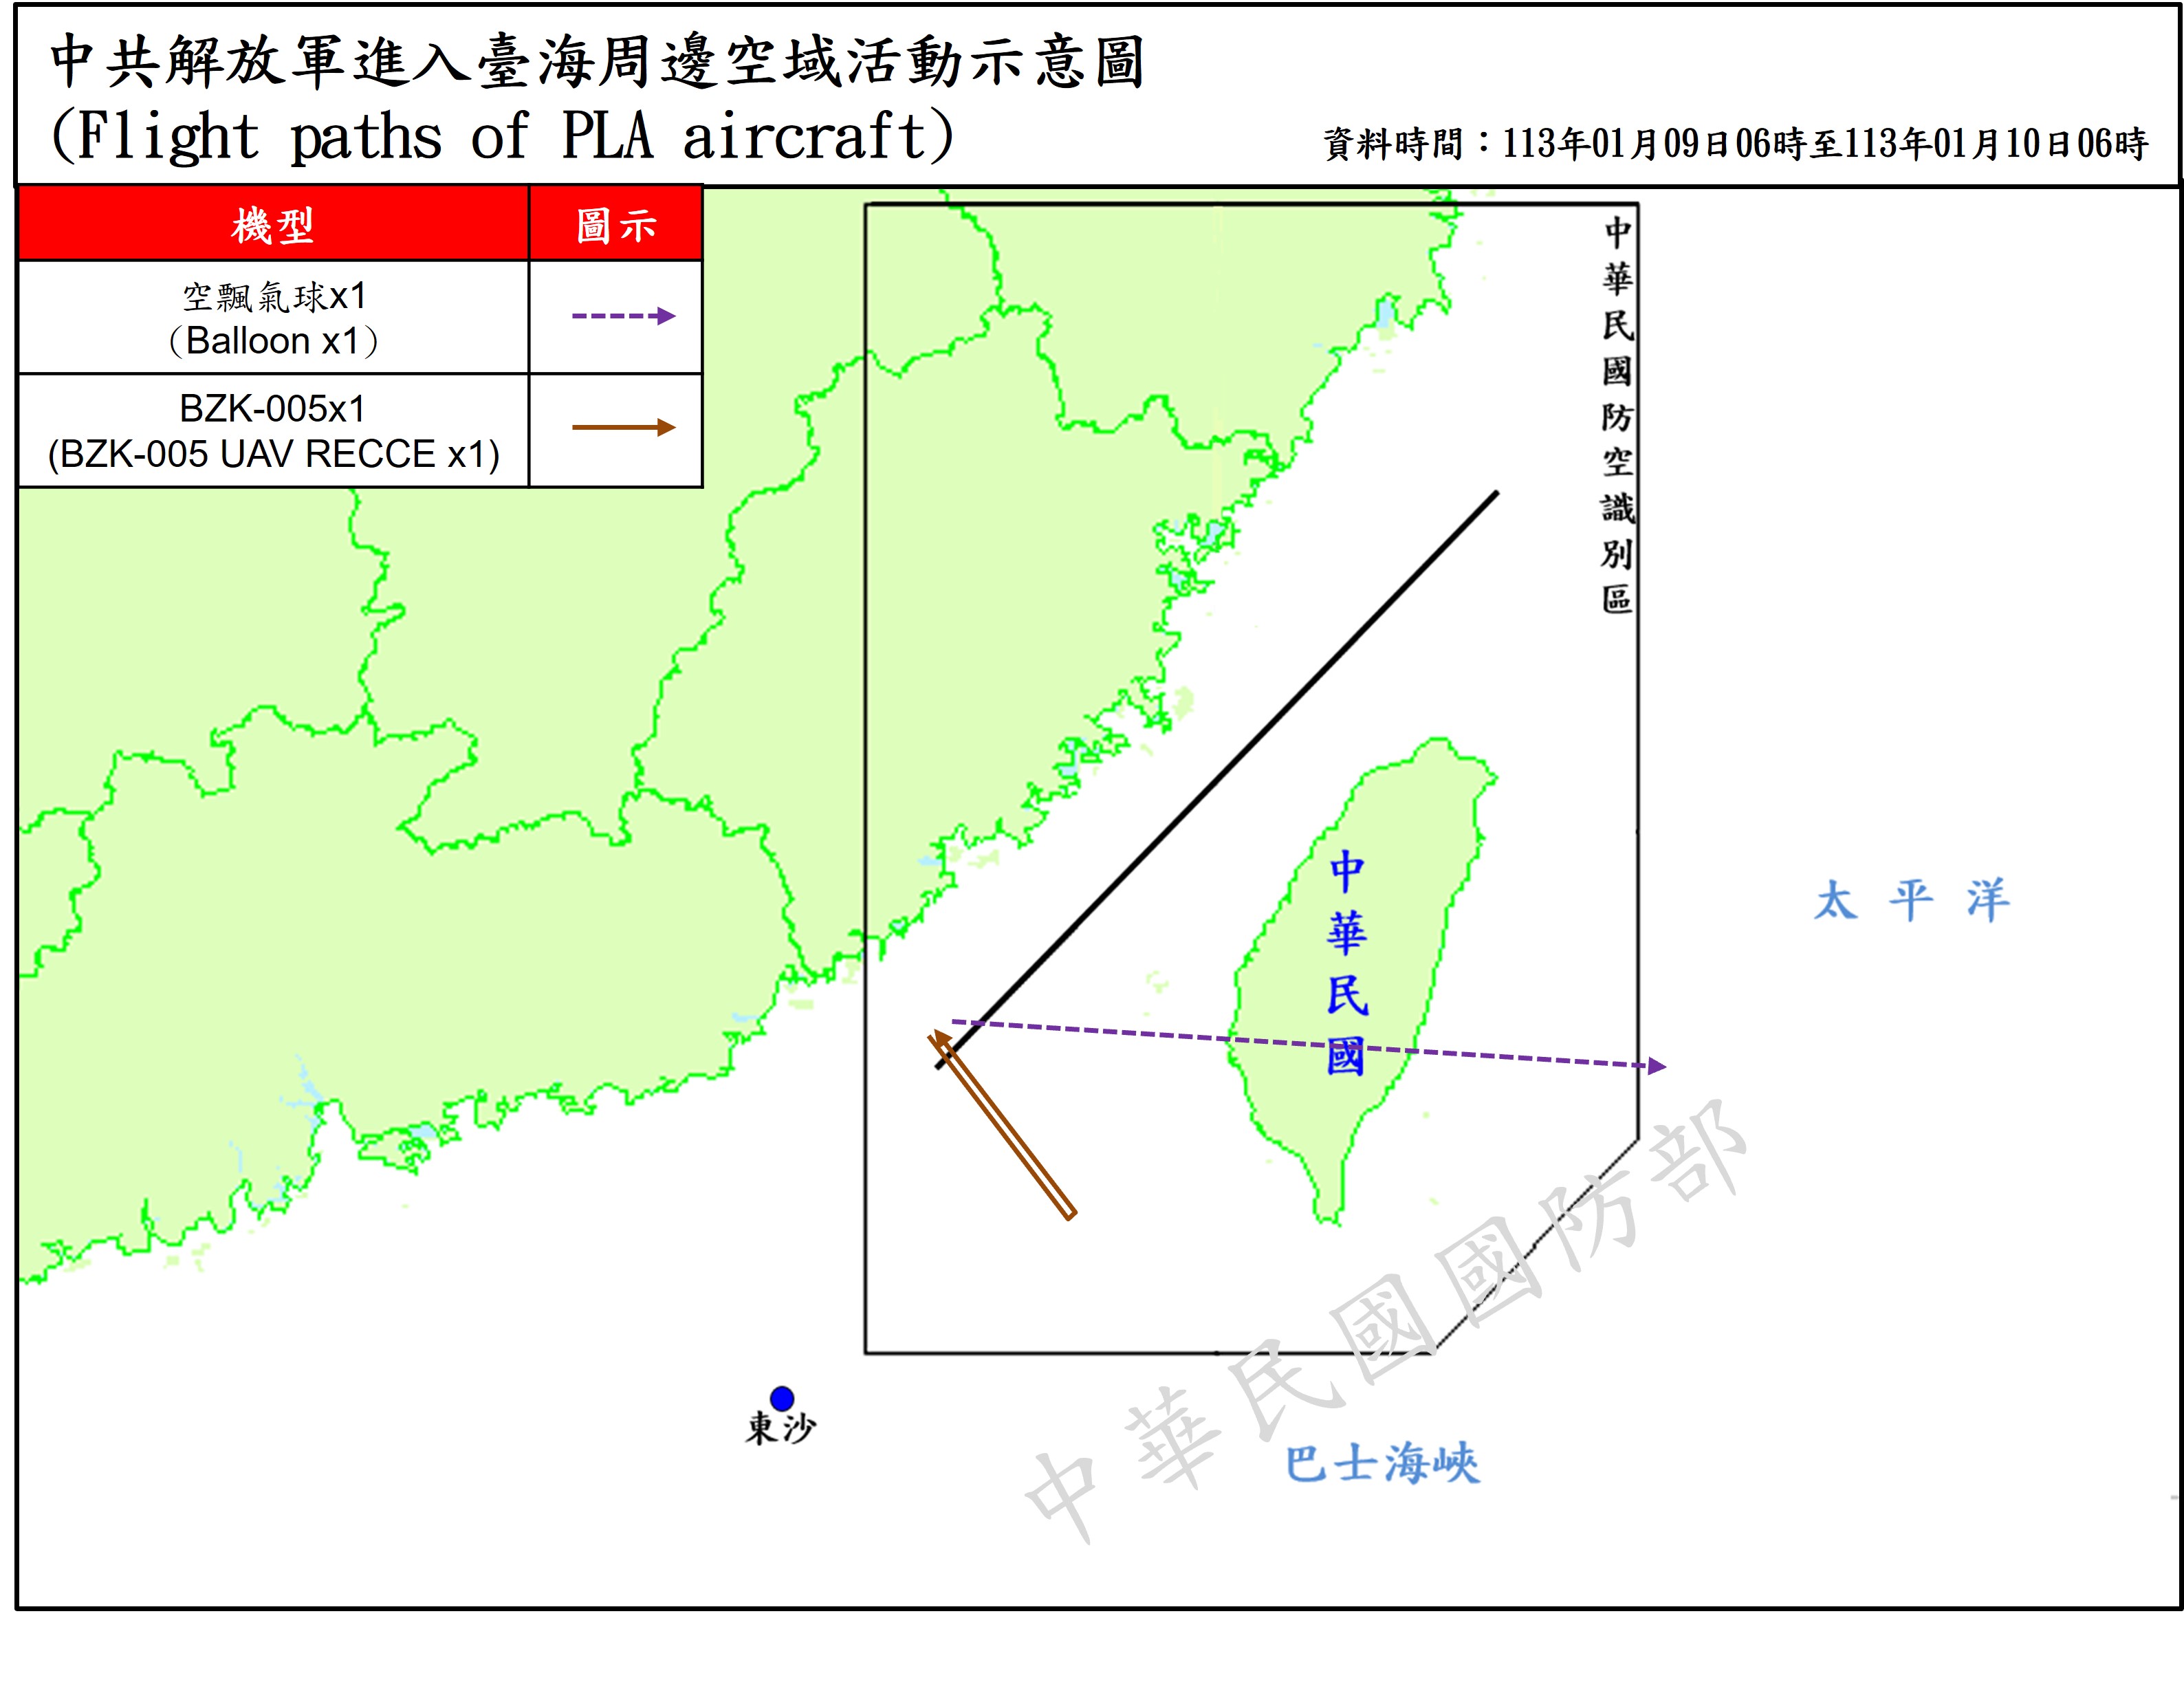 中共解放軍進入臺海周邊空域活動示意圖
(Flight paths of PLA aircraft)
資料時間：113年01月09日06時至113年01月10日06時
機型
圖示
空飄氣球x1
（Balloon x1）
BZK-005x1
(BZK-005 UAV RECCE x1)
中華民國防空識別區
中華民國
太平洋
東沙
巴士海峽
中華民國國防部